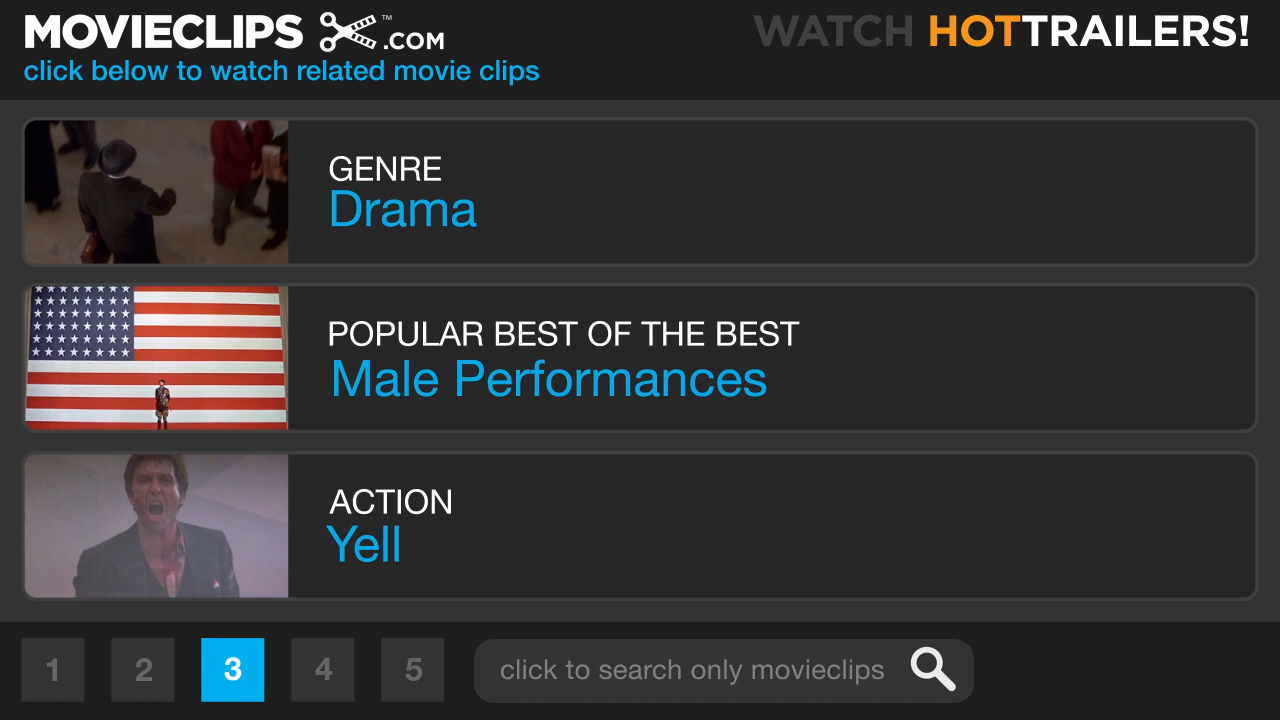 MOVIECLIPS ™ .COM
WATCH HOTTRAILERS!
click below to watch related movie clips
GENRE
Drama
POPULAR BEST OF THE BEST
Male Performances
ACTION
Yell
1 2 3 4 5
click to search only movieclips